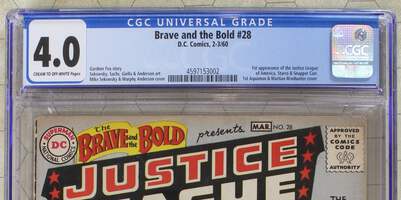 CGC UNIVERSAL GRADE
Brave and the Bold #28
D.C. Comics, 2-3/60
4.0
CREAM TO OFF-WHITE Pages
Gardner Fox story
Sekowsky, Sachs, Giella & Anderson art
Mike Sekowsky & Murphy Anderson cover
4597153002
1st appearance of the Justice League
of America, Starro & Snapper Carr.
1st Aquaman & Martian Manhunter cover.
CGC
SUPERMAN
DC
NATIONAL COMICS
The BRAVE and the BOLD presents
MAR. NO. 28
APPROVED
BY THE
COMICS
CODE
AUTHORITY
JUSTICE
LEAGUE
THE